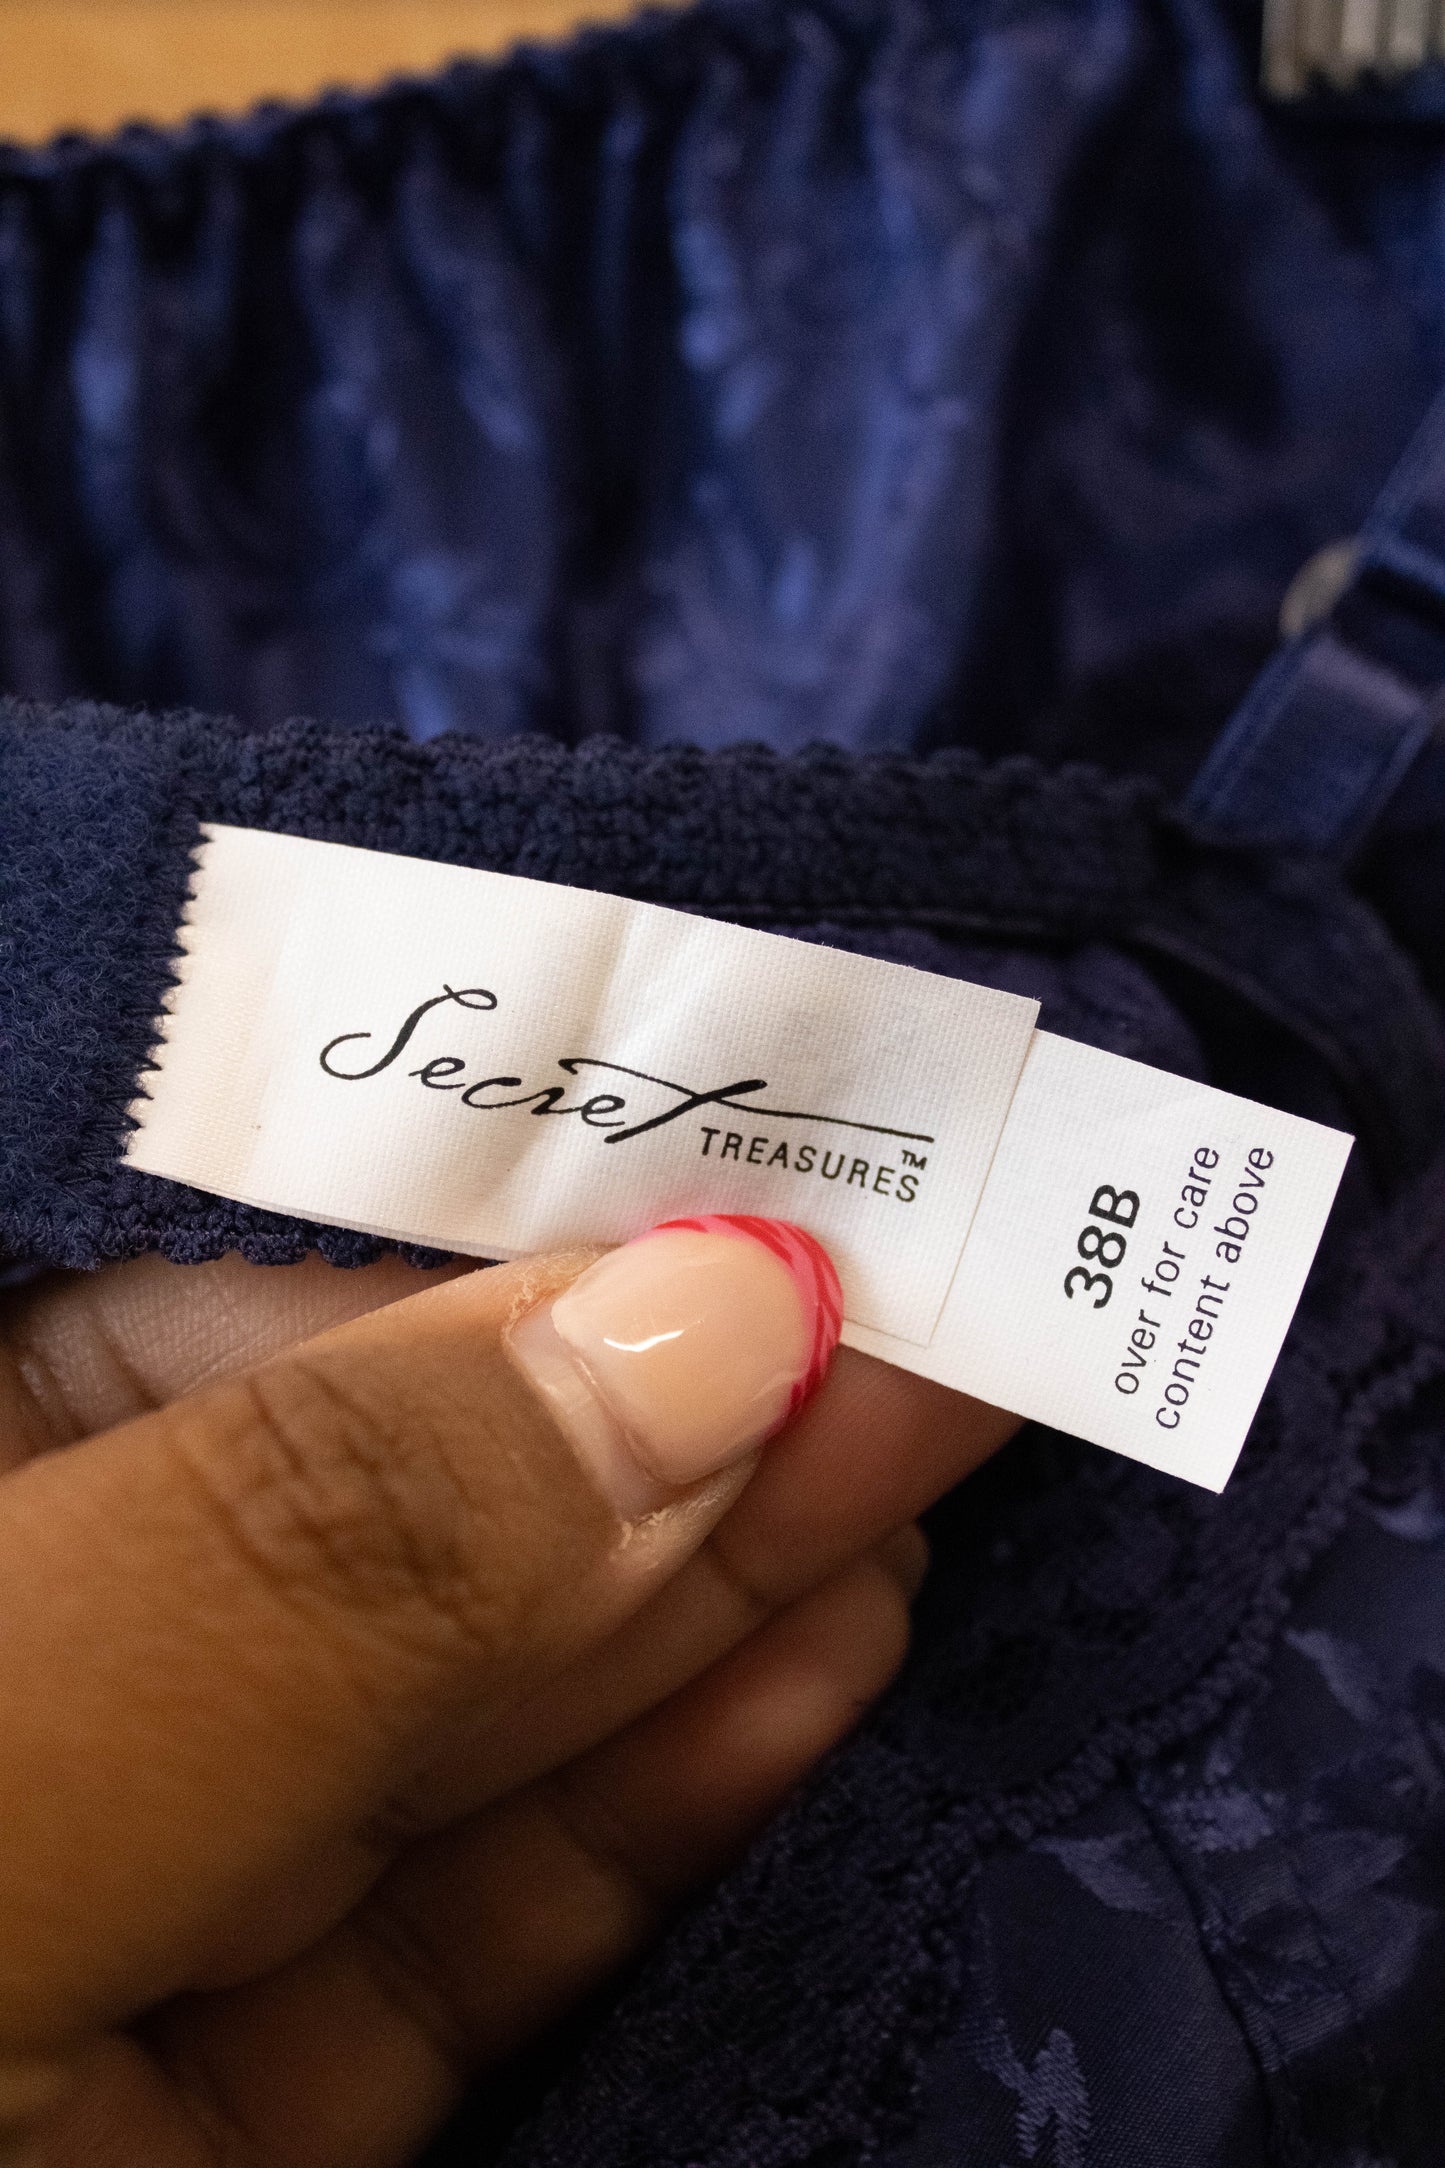 Secret
TREASURES™
38B
over for care
content above